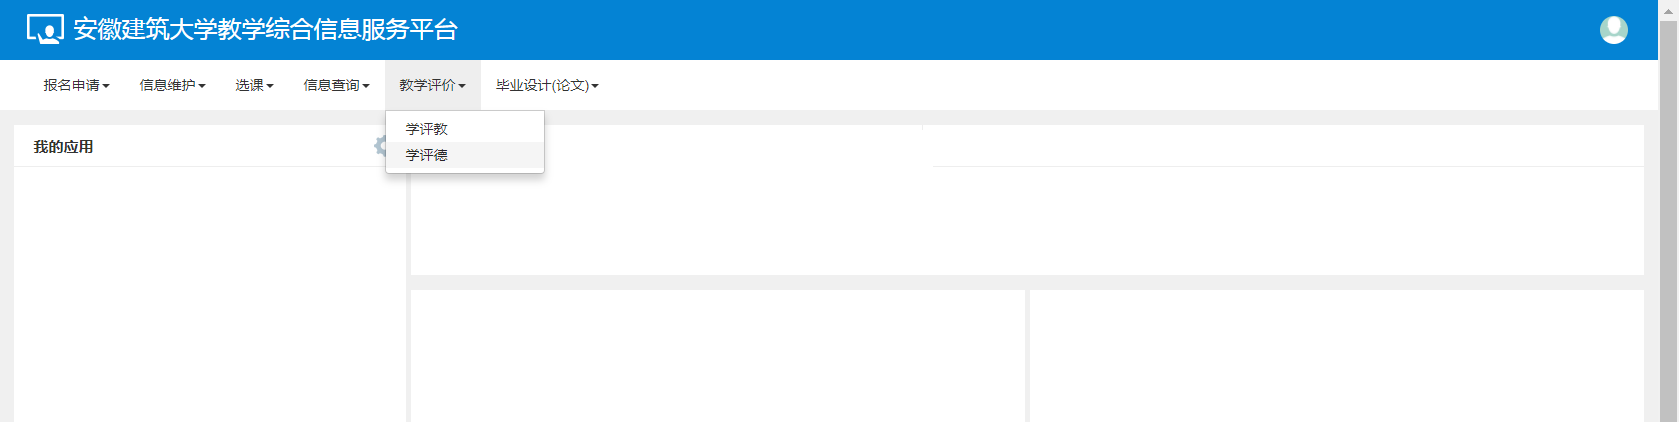 安徽建筑大学教学综合信息服务平台
报名申请 信息维护 选课 信息查询 教学评价 毕业设计(论文)
学评教
我的应用
学评德